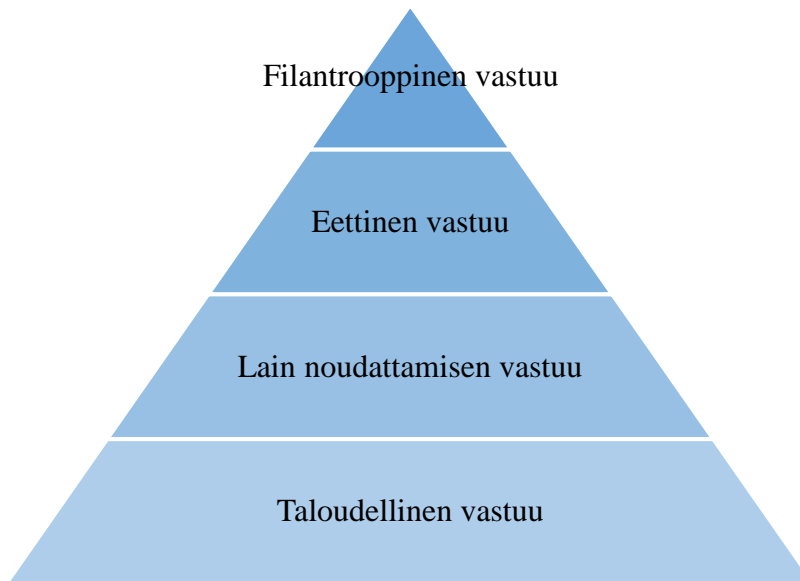 Filantrooppinen vastuu
Eettinen vastuu
Lain noudattamisen vastuu
Taloudellinen vastuu